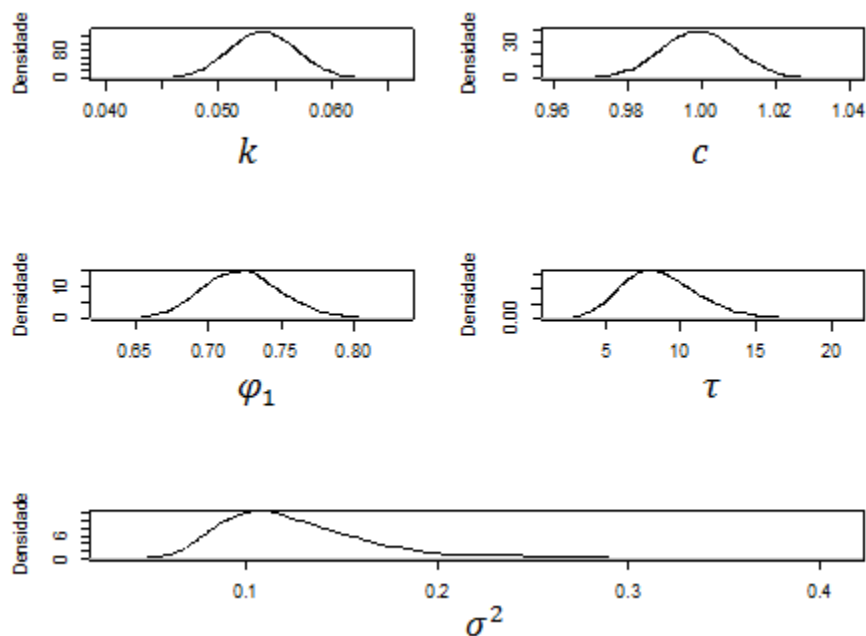 Densidade
0 80
0.040 0.050 0.060
k
Densidade
0 30
0.96 0.98 1.00 1.02 1.04
c
Densidade
0 10
0.65 0.70 0.75 0.80
φ₁
Densidade
0.00
5 10 15 20
τ
Densidade
0 6
0.1 0.2 0.3 0.4
σ²